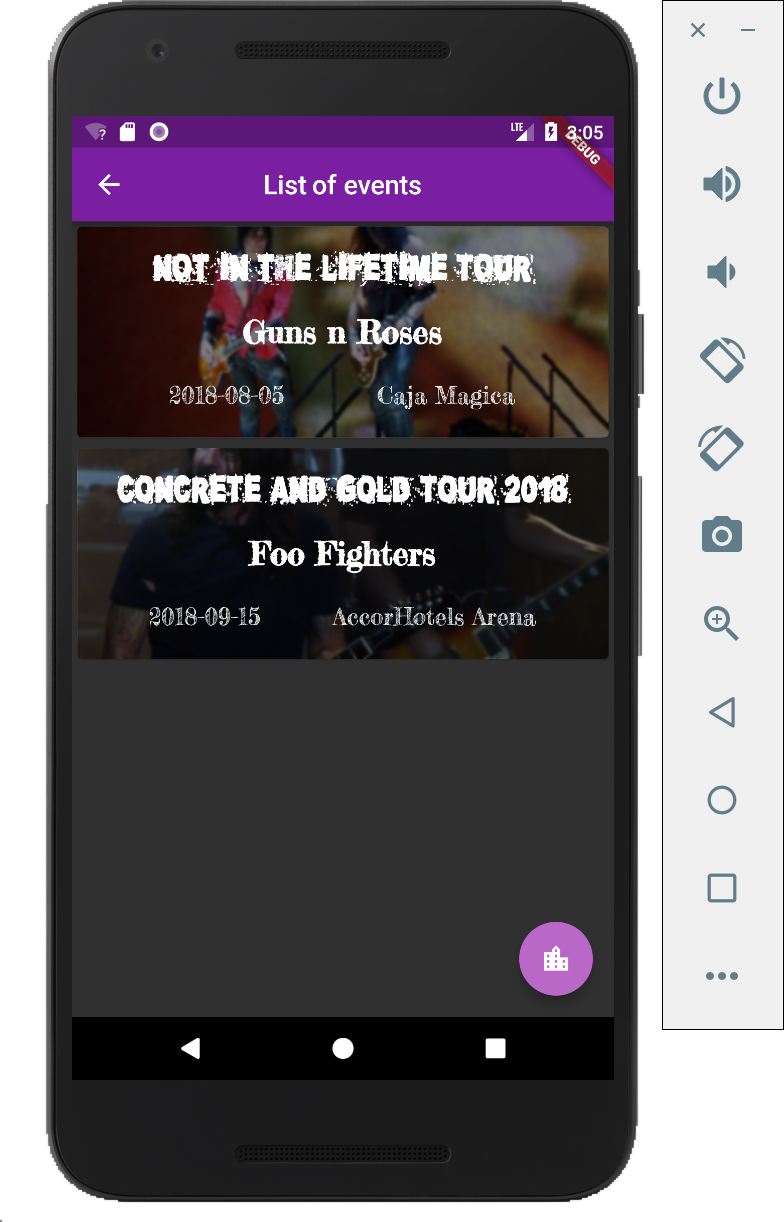 LTE 3:05
DEBUG
List of events
NOT IN THE LIFETIME TOUR
Guns n Roses
2018-08-05 Caja Magica
CONCRETE AND GOLD TOUR 2018
Foo Fighters
2018-09-15 AccorHotels Arena